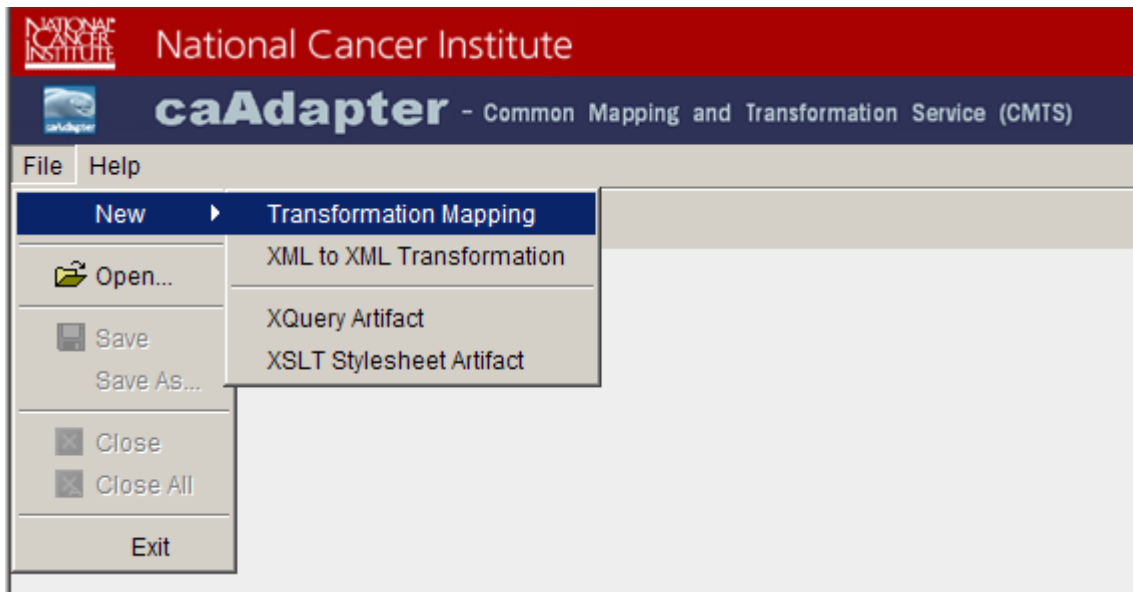 NATIONAL
CANCER
INSTITUTE
National Cancer Institute
caAdapter
caAdapter - Common Mapping and Transformation Service (CMTS)
File Help
New Transformation Mapping
XML to XML Transformation
Open...
XQuery Artifact
Save
XSLT Stylesheet Artifact
Save As...
Close
Close All
Exit